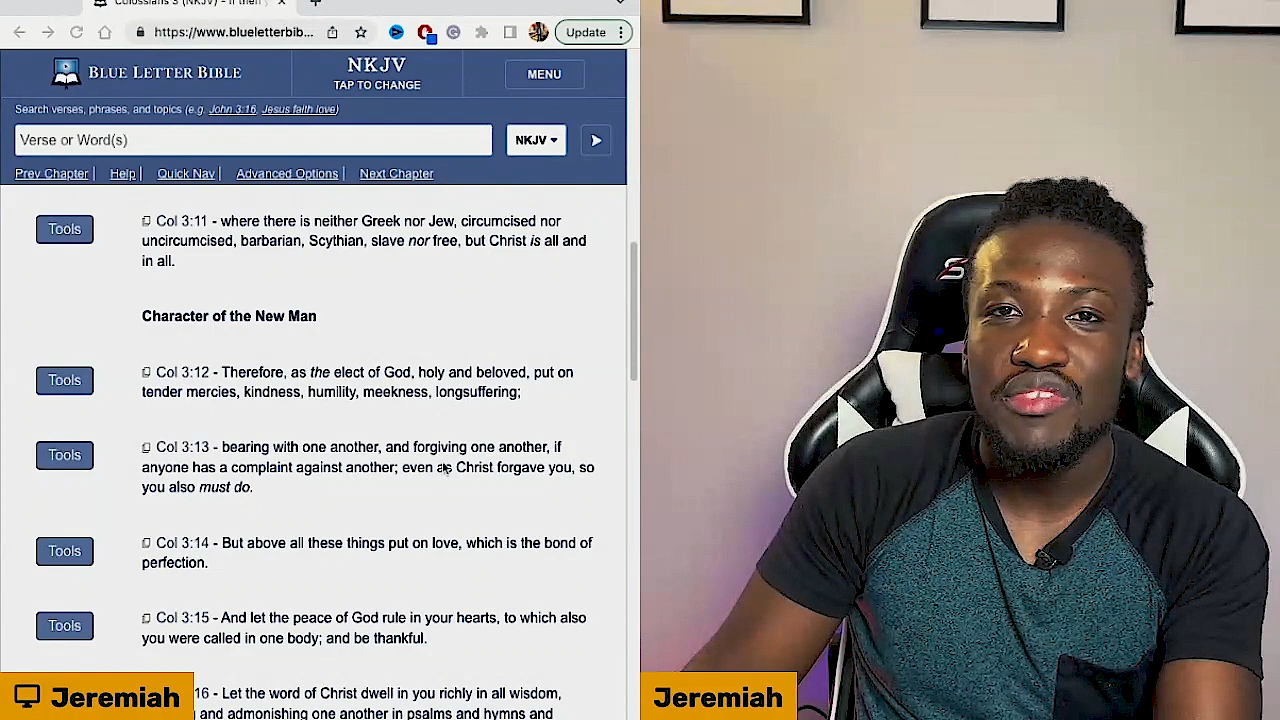 Colossians 3 (NKJV) - If then
https://www.blueletterbib...
Update
BLUE LETTER BIBLE
NKJV
TAP TO CHANGE
MENU
Search verses, phrases, and topics (e.g. John 3:16, Jesus faith love)
Verse or Word(s)
NKJV
Prev Chapter | Help | Quick Nav | Advanced Options | Next Chapter
Tools
Col 3:11 - where there is neither Greek nor Jew, circumcised nor
uncircumcised, barbarian, Scythian, slave nor free, but Christ is all and
in all.
Character of the New Man
Tools
Col 3:12 - Therefore, as the elect of God, holy and beloved, put on
tender mercies, kindness, humility, meekness, longsuffering;
Tools
Col 3:13 - bearing with one another, and forgiving one another, if
anyone has a complaint against another; even as Christ forgave you, so
you also must do.
Tools
Col 3:14 - But above all these things put on love, which is the bond of
perfection.
Tools
Col 3:15 - And let the peace of God rule in your hearts, to which also
you were called in one body; and be thankful.
16 - Let the word of Christ dwell in you richly in all wisdom,
and admonishing one another in psalms and hymns and
Jeremiah
Jeremiah